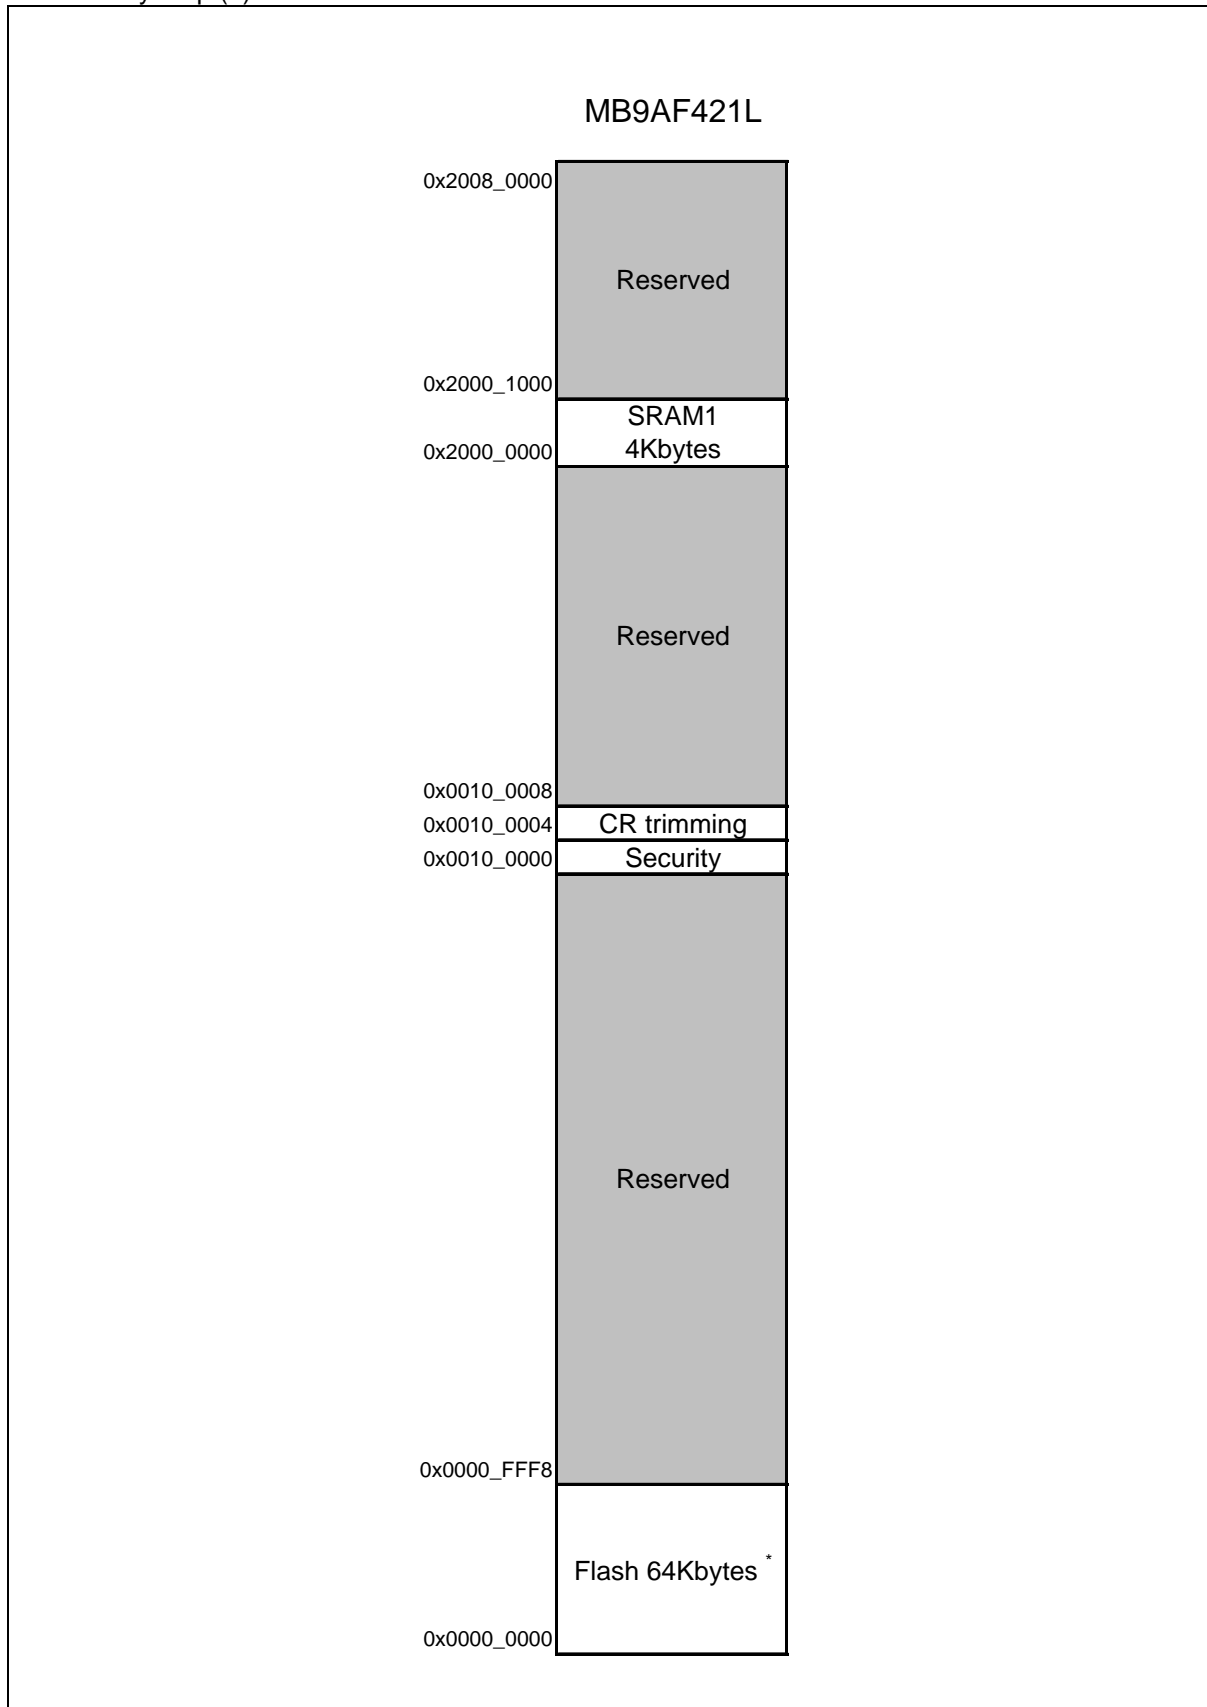 MB9AF421L
0x2008_0000
Reserved
0x2000_1000
SRAM1
0x2000_0000 4Kbytes
Reserved
0x0010_0008
0x0010_0004 CR trimming
0x0010_0000 Security
Reserved
0x0000_FFF8
Flash 64Kbytes *
0x0000_0000